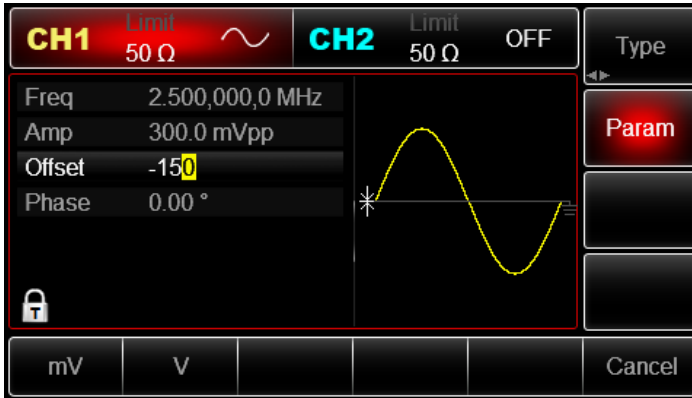 CH1 Limit 50 Ω CH2 Limit 50 Ω OFF
Type
Freq 2.500,000,0 MHz
Amp 300.0 mVpp
Offset -150
Phase 0.00 °
Param
T
mV V Cancel